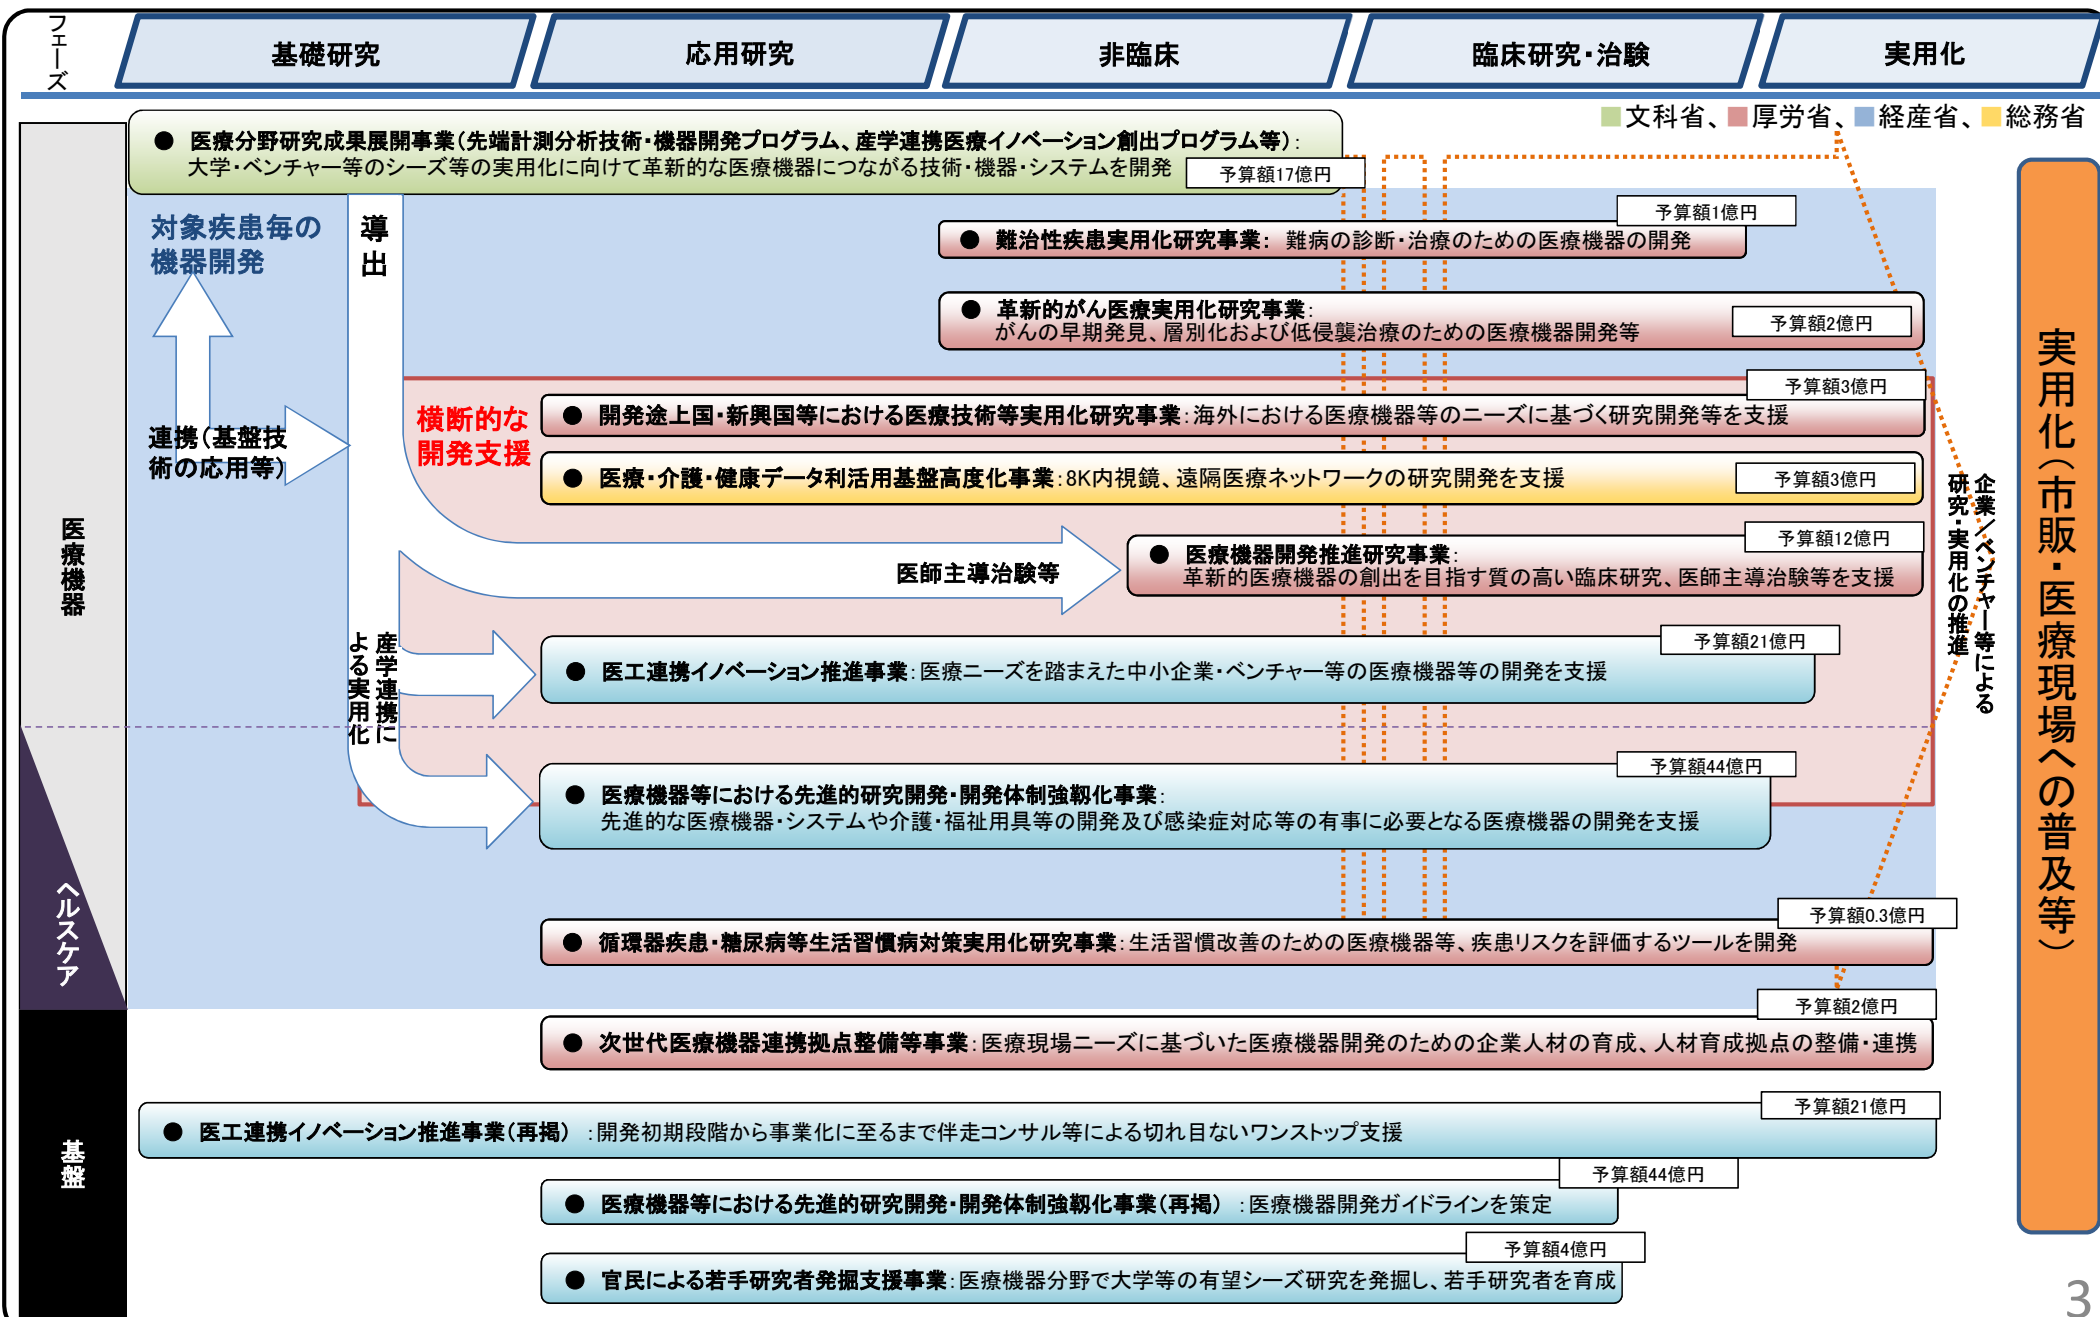 フェーズ
基礎研究
応用研究
非臨床
臨床研究・治験
実用化
■文科省、■厚労省、■経産省、■総務省
● 医療分野研究成果展開事業(先端計測分析技術・機器開発プログラム、産学連携医療イノベーション創出プログラム等):
大学・ベンチャー等のシーズ等の実用化に向けて革新的な医療機器につながる技術・機器・システムを開発
予算額17億円
対象疾患毎の
機器開発
導出
予算額1億円
● 難治性疾患実用化研究事業: 難病の診断・治療のための医療機器の開発
● 革新的がん医療実用化研究事業:
がんの早期発見、層別化および低侵襲治療のための医療機器開発等
予算額2億円
連携(基盤技
術の応用等)
横断的な
開発支援
予算額3億円
● 開発途上国・新興国等における医療技術等実用化研究事業:海外における医療機器等のニーズに基づく研究開発等を支援
● 医療・介護・健康データ利活用基盤高度化事業:8K内視鏡、遠隔医療ネットワークの研究開発を支援
予算額3億円
医師主導治験等
予算額12億円
● 医療機器開発推進研究事業:
革新的医療機器の創出を目指す質の高い臨床研究、医師主導治験等を支援
産学連携に
よる実用化
予算額21億円
● 医工連携イノベーション推進事業:医療ニーズを踏まえた中小企業・ベンチャー等の医療機器等の開発を支援
予算額44億円
● 医療機器等における先進的研究開発・開発体制強靱化事業:
先進的な医療機器・システムや介護・福祉用具等の開発及び感染症対応等の有事に必要となる医療機器の開発を支援
予算額0.3億円
● 循環器疾患・糖尿病等生活習慣病対策実用化研究事業:生活習慣改善のための医療機器等、疾患リスクを評価するツールを開発
企業/ベンチャー等による
研究・実用化の推進
実用化(市販・医療現場への普及等)
医療機器
ヘルスケア
基盤
予算額2億円
● 次世代医療機器連携拠点整備等事業:医療現場ニーズに基づいた医療機器開発のための企業人材の育成、人材育成拠点の整備・連携
予算額21億円
● 医工連携イノベーション推進事業(再掲) :開発初期段階から事業化に至るまで伴走コンサル等による切れ目ないワンストップ支援
予算額44億円
● 医療機器等における先進的研究開発・開発体制強靱化事業(再掲) :医療機器開発ガイドラインを策定
予算額4億円
● 官民による若手研究者発掘支援事業:医療機器分野で大学等の有望シーズ研究を発掘し、若手研究者を育成
3